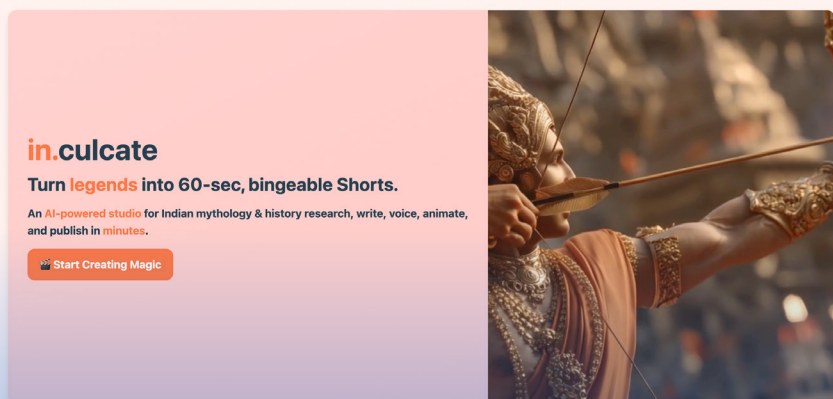 in.culcate
Turn legends into 60-sec, bingeable Shorts.
An AI-powered studio for Indian mythology & history research, write, voice, animate,
and publish in minutes.
🎬 Start Creating Magic